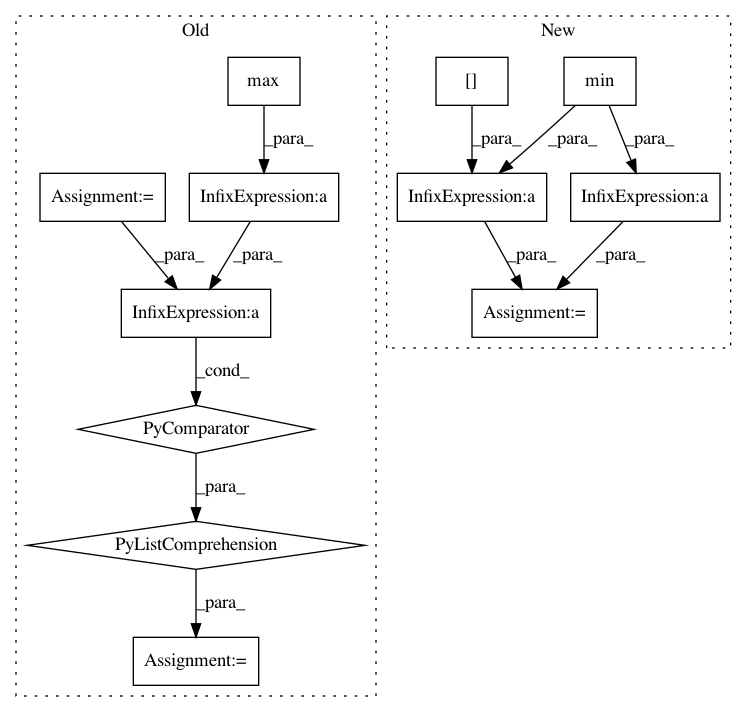 Old
New
max
[]
min
_para_
_para_
_para_
_para_
Assignment:=
InfixExpression:a
InfixExpression:a
InfixExpression:a
_para_
_para_
_para_
_para_
InfixExpression:a
Assignment:=
_cond_
PyComparator
_para_
PyListComprehension
_para_
Assignment:=